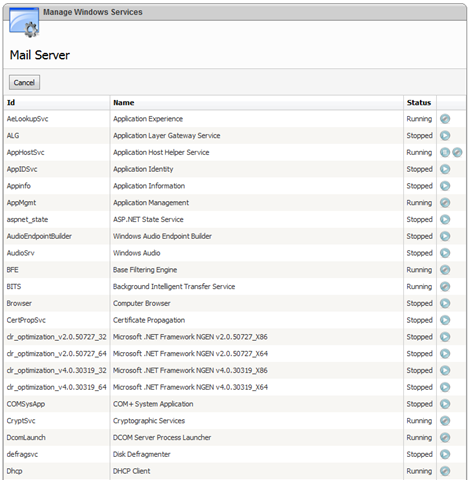 Manage Windows Services
Mail Server
Cancel
Id Name Status
AeLookupSvc Application Experience Running
ALG Application Layer Gateway Service Stopped
AppHostSvc Application Host Helper Service Running
AppIDSvc Application Identity Stopped
Appinfo Application Information Stopped
AppMgmt Application Management Running
aspnet_state ASP.NET State Service Stopped
AudioEndpointBuilder Windows Audio Endpoint Builder Stopped
AudioSrv Windows Audio Stopped
BFE Base Filtering Engine Running
BITS Background Intelligent Transfer Service Running
Browser Computer Browser Stopped
CertPropSvc Certificate Propagation Stopped
clr_optimization_v2.0.50727_32 Microsoft .NET Framework NGEN v2.0.50727_X86 Stopped
clr_optimization_v2.0.50727_64 Microsoft .NET Framework NGEN v2.0.50727_X64 Stopped
clr_optimization_v4.0.30319_32 Microsoft .NET Framework NGEN v4.0.30319_X86 Stopped
clr_optimization_v4.0.30319_64 Microsoft .NET Framework NGEN v4.0.30319_X64 Stopped
COMSysApp COM+ System Application Stopped
CryptSvc Cryptographic Services Running
DcomLaunch DCOM Server Process Launcher Running
defragsvc Disk Defragmenter Stopped
Dhcp DHCP Client Running